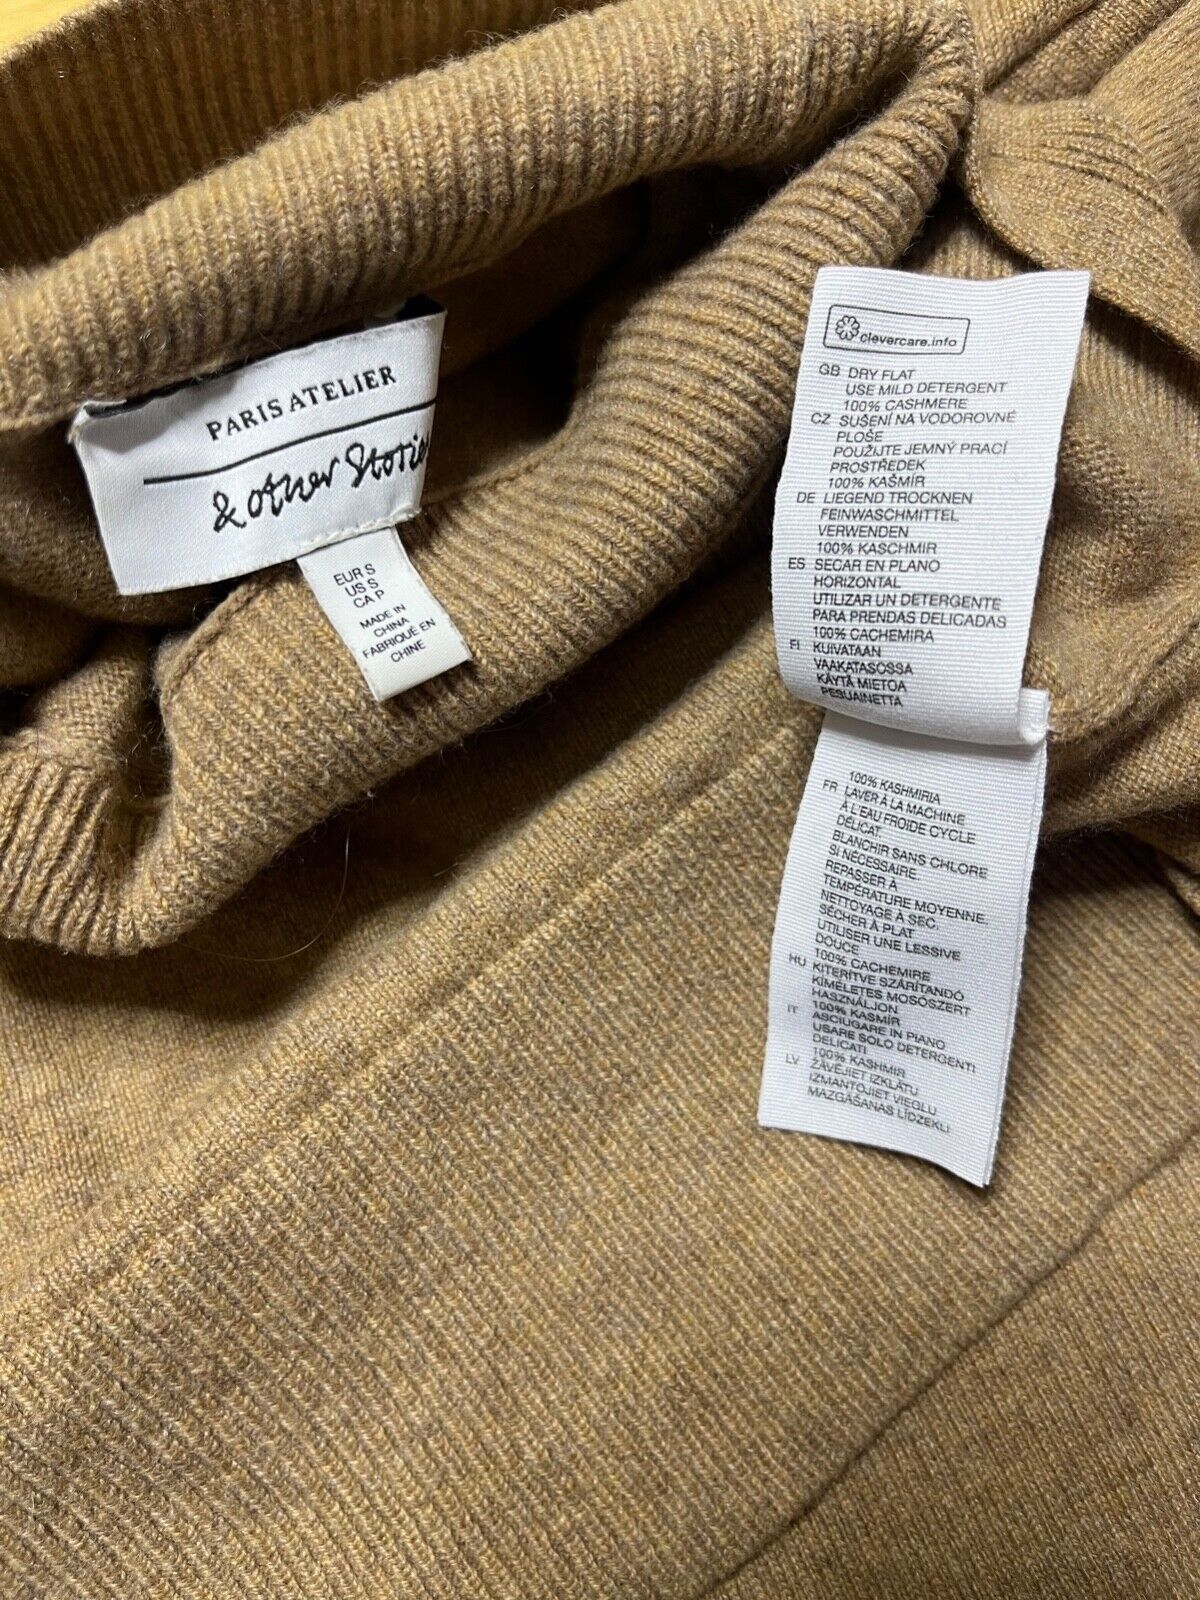 PARIS ATELIER
& other Storie
EUR S
US S
CA P
MADE IN
CHINA
FABRIQUÉ EN
CHINE
clevercare.info
GB DRY FLAT
USE MILD DETERGENT
100% CASHMERE
CZ SUŠENÍ NA VODOROVNÉ
PLOŠE
POUŽIJTE JEMNÝ PRACÍ
PROSTŘEDEK
100% KAŠMÍR
DE LIEGEND TROCKNEN
FEINWASCHMITTEL
VERWENDEN
100% KASCHMIR
ES SECAR EN PLANO
HORIZONTAL
UTILIZAR UN DETERGENTE
PARA PRENDAS DELICADAS
100% CACHEMIRA
FI KUIVATAAN
VAAKATASOSSA
KÄYTÄ MIETOA
PESUAINETTA
100% KASHMIRIA
FR LAVER À LA MACHINE
À L'EAU FROIDE CYCLE
DÉLICAT.
BLANCHIR SANS CHLORE
SI NÉCESSAIRE
REPASSER À
TEMPÉRATURE MOYENNE.
NETTOYAGE À SEC.
SÉCHER À PLAT
UTILISER UNE LESSIVE
DOUCE
100% CACHEMIRE
HU KITERÍTVE SZÁRÍTANDÓ
KÍMÉLETES MOSÓSZERT
HASZNÁLJON
100% KASMÍR
IT ASCIUGARE IN PIANO
USARE SOLO DETERGENTI
DELICATI
100% KASHMIR
LV ŽĀVĒJIET IZKLĀTU
IZMANTOJIET VIEGLU
MAZGĀŠANAS LĪDZEKLI